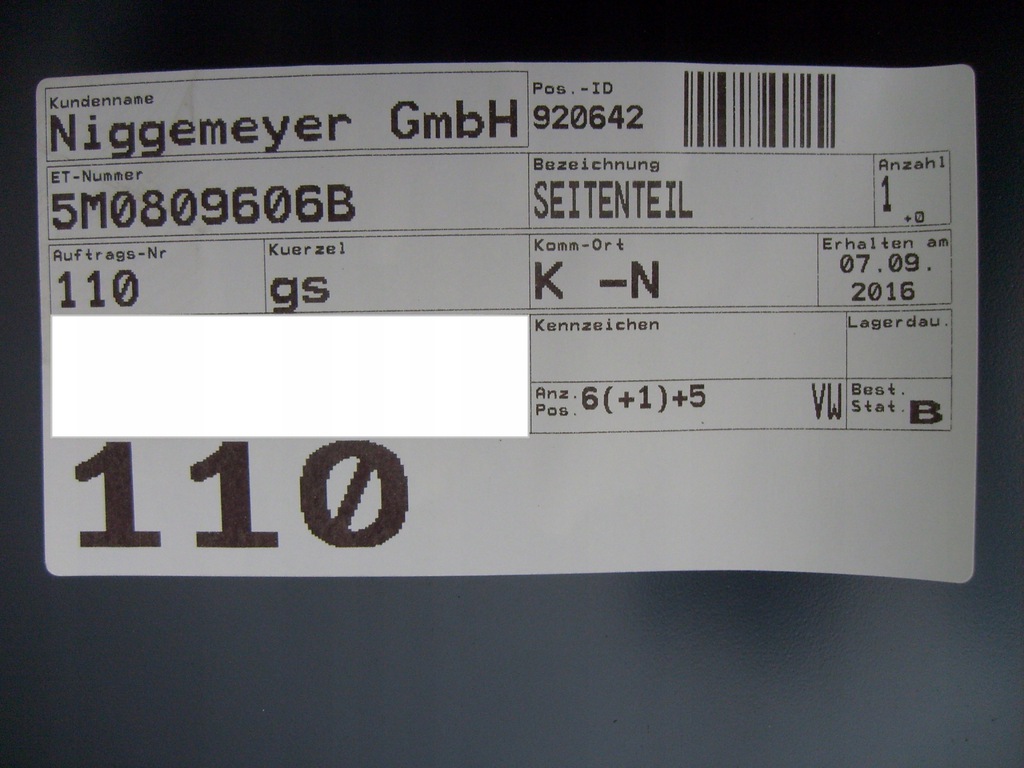 Kundenname
Niggemeyer GmbH
Pos.-ID
920642
ET-Nummer
5M0809606B
Bezeichnung
SEITENTEIL
Anzahl
1 +0
Auftrags-Nr
110
Kuerzel
gs
Komm-Ort
K -N
Erhalten am
07.09.
2016
Kennzeichen
Lagerdau.
Anz.
Pos. 6(+1)+5
VW
Best.
Stat. B
110